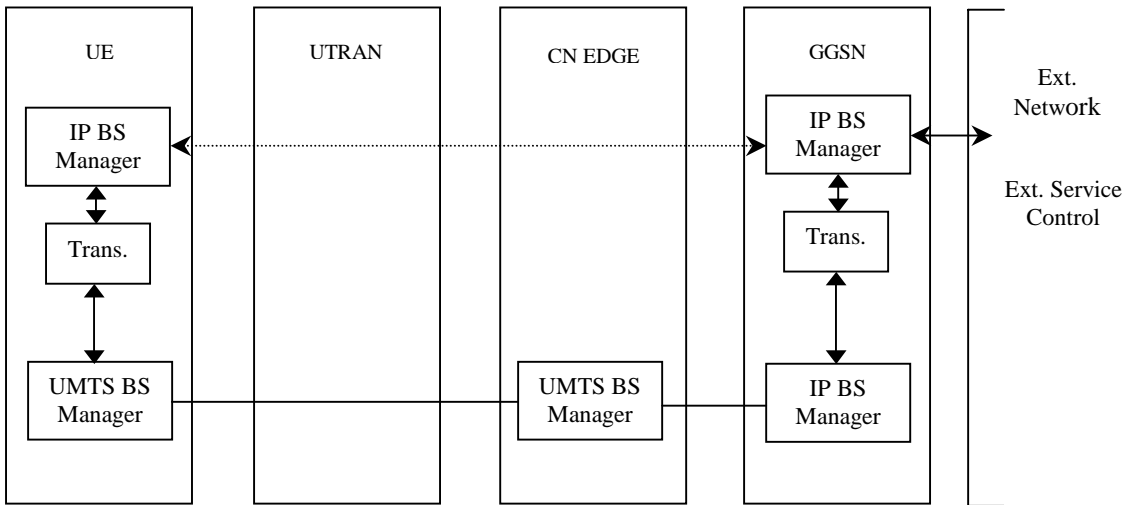 UE
UTRAN
CN EDGE
GGSN
Ext.
Network
Ext. Service
Control
IP BS
Manager
IP BS
Manager
Trans.
Trans.
UMTS BS
Manager
UMTS BS
Manager
IP BS
Manager